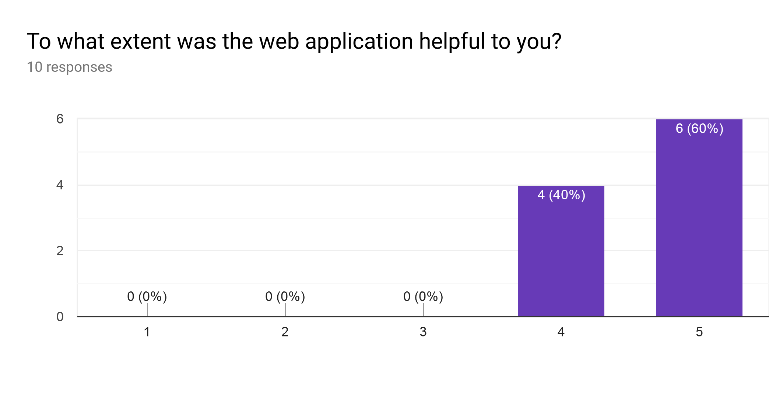 To what extent was the web application helpful to you?
10 responses
6
6 (60%)
4
4 (40%)
2
0 (0%) 0 (0%) 0 (0%)
0
1 2 3 4 5